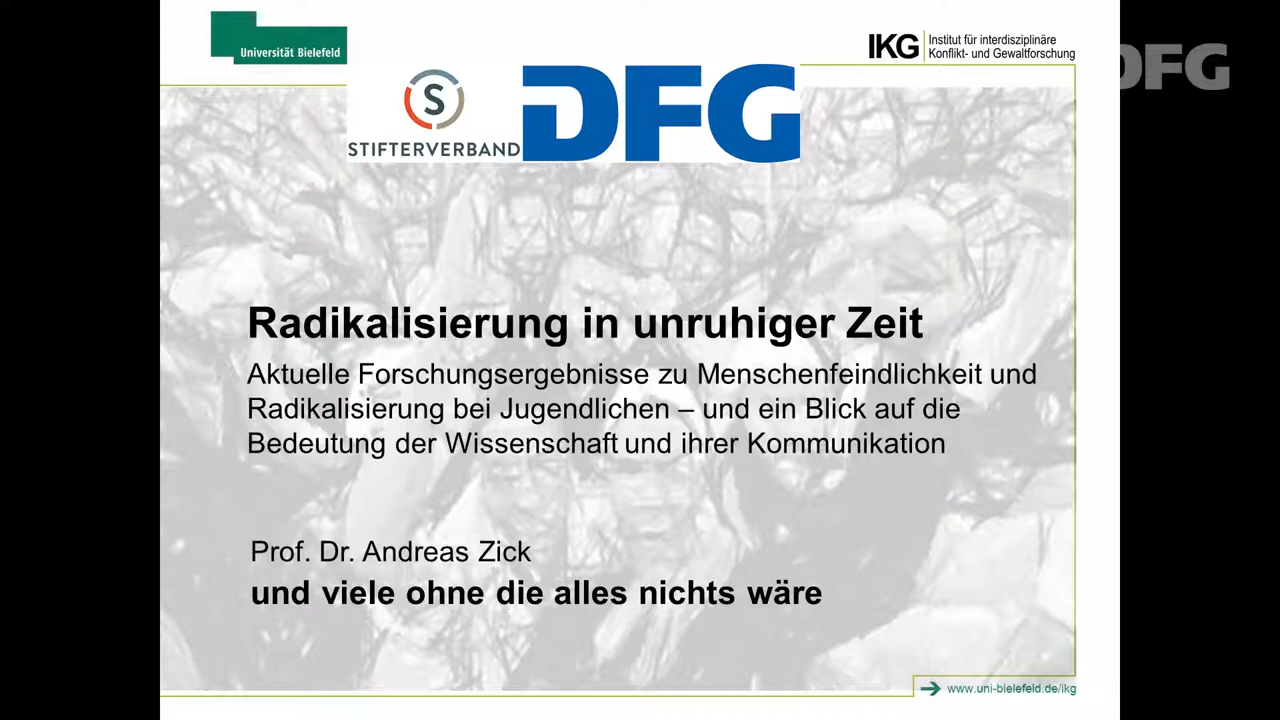 Universität Bielefeld
IKG Institut für interdisziplinäre
Konflikt- und Gewaltforschung
DFG
S
STIFTERVERBAND
DFG
Radikalisierung in unruhiger Zeit
Aktuelle Forschungsergebnisse zu Menschenfeindlichkeit und
Radikalisierung bei Jugendlichen – und ein Blick auf die
Bedeutung der Wissenschaft und ihrer Kommunikation
Prof. Dr. Andreas Zick
und viele ohne die alles nichts wäre
www.uni-bielefeld.de/ikg